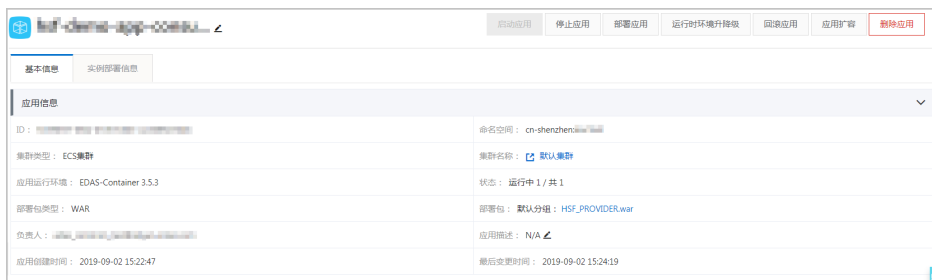 启动应用 停止应用 部署应用 运行时环境升降级 回滚应用 应用扩容 删除应用
基本信息 实例部署信息
应用信息
ID： 命名空间： cn-shenzhen:
集群类型： ECS集群 集群名称： 默认集群
应用运行环境： EDAS-Container 3.5.3 状态： 运行中 1 / 共 1
部署包类型： WAR 部署包： 默认分组： HSF_PROVIDER.war
负责人： 应用描述： N/A
应用创建时间： 2019-09-02 15:22:47 最后变更时间： 2019-09-02 15:24:19